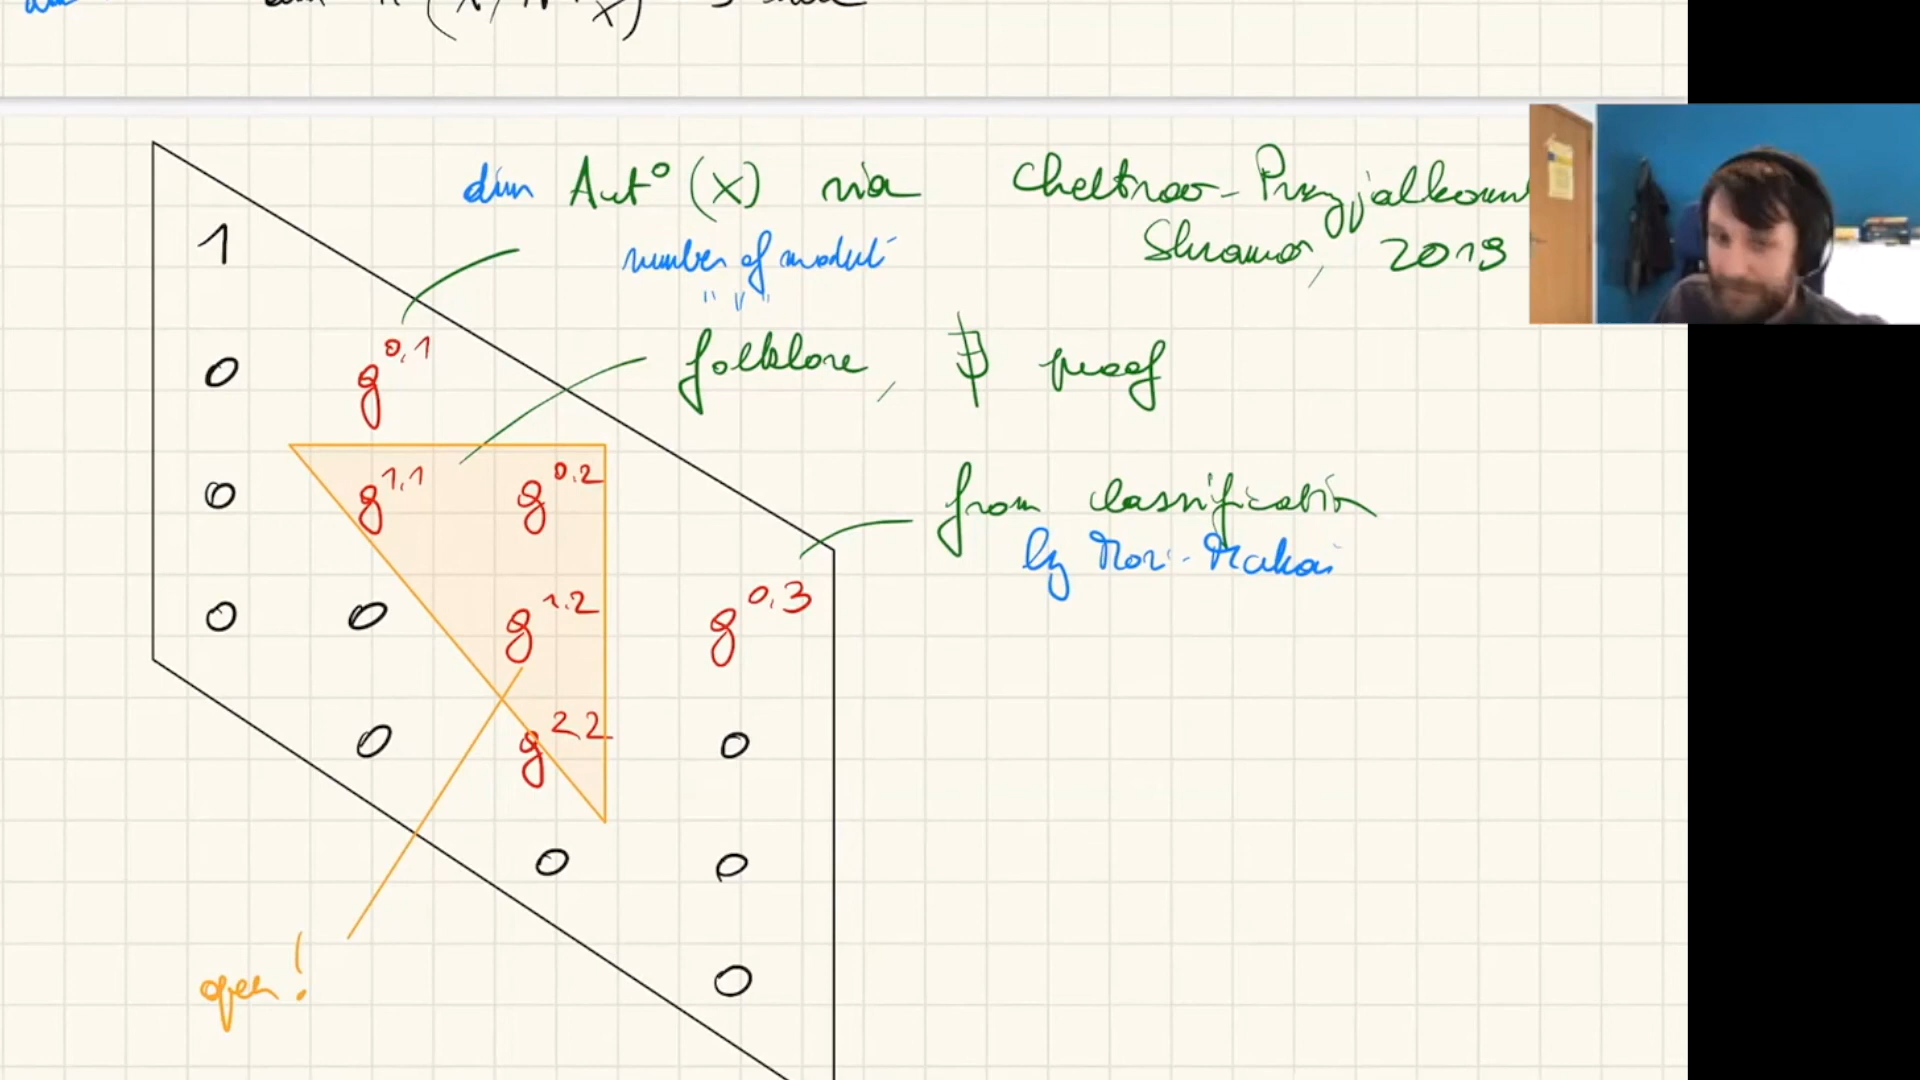 dim Aut⁰ (X) via Cheltsov-Przyjalkowski
Shramov, 2019
1
number of moduli
" v "
0 g^{0,1}
folklore, ∄ proof
0 g^{1,1} g^{0,2}
from classification
by Mori-Mukai
0 0 g^{1,2} g^{0,3}
0 g^{2,2} 0
0 0
open! 0